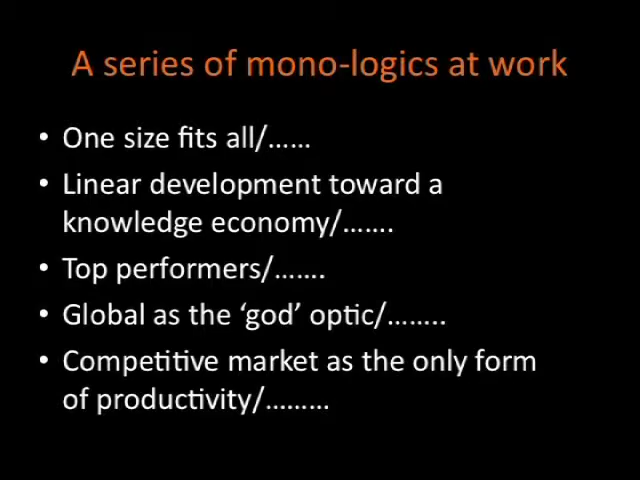 A series of mono-logics at work
• One size fits all/……
• Linear development toward a
knowledge economy/…….
• Top performers/…….
• Global as the ‘god’ optic/……..
• Competitive market as the only form
of productivity/………